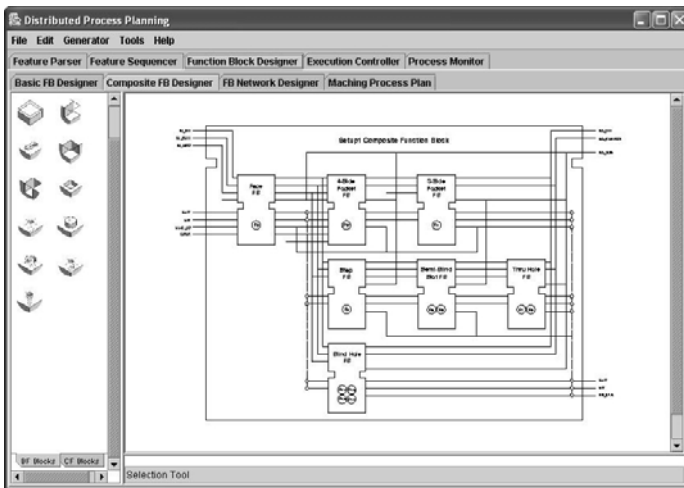 Distributed Process Planning
File Edit Generator Tools Help
Feature Parser Feature Sequencer Function Block Designer Execution Controller Process Monitor
Basic FB Designer Composite FB Designer FB Network Designer Maching Process Plan
Setup1 Composite Function Block
Face FB
4-Side Pocket FB
3-Side Pocket FB
Step FB
Semi-Blind Slot FB
Thru Hole FB
Blind Hole FB
BF Blocks CF Blocks
Selection Tool